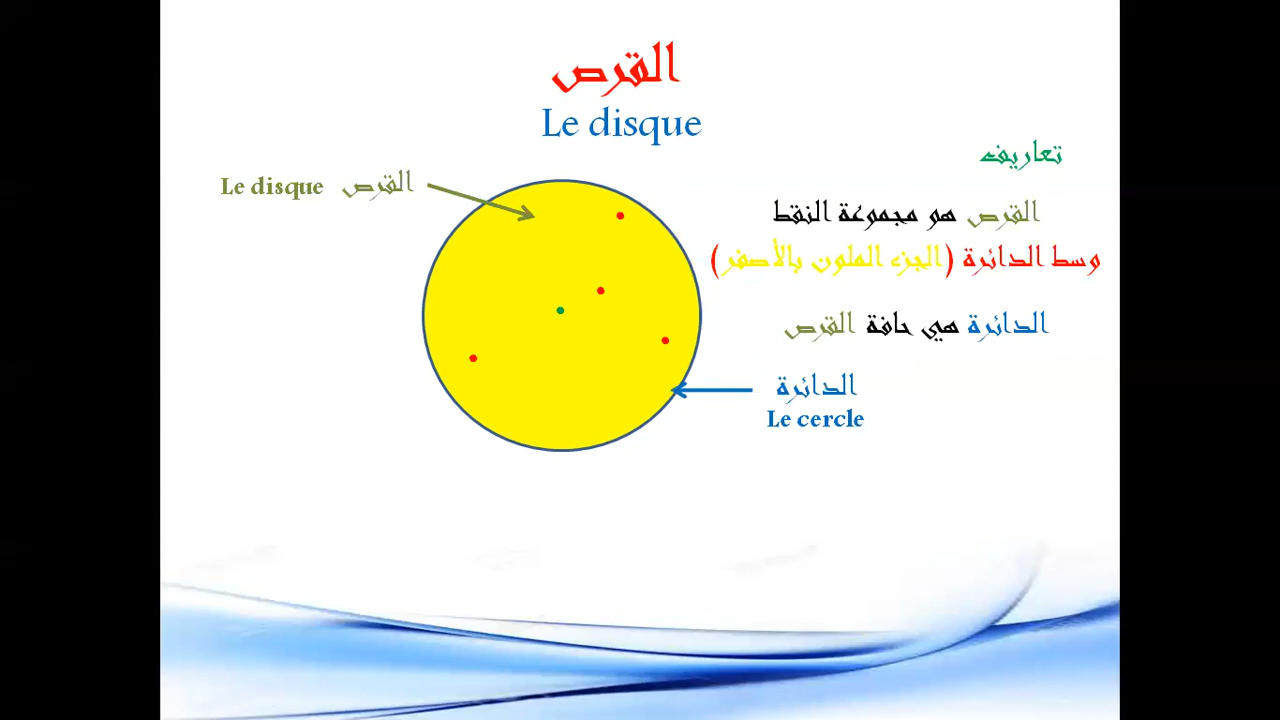 القرص
Le disque
تعاريف
Le disque القرص
القرص هو مجموعة النقط
وسط الدائرة (الجزء الملون بالأصفر)
الدائرة هي حافة القرص
الدائرة
Le cercle